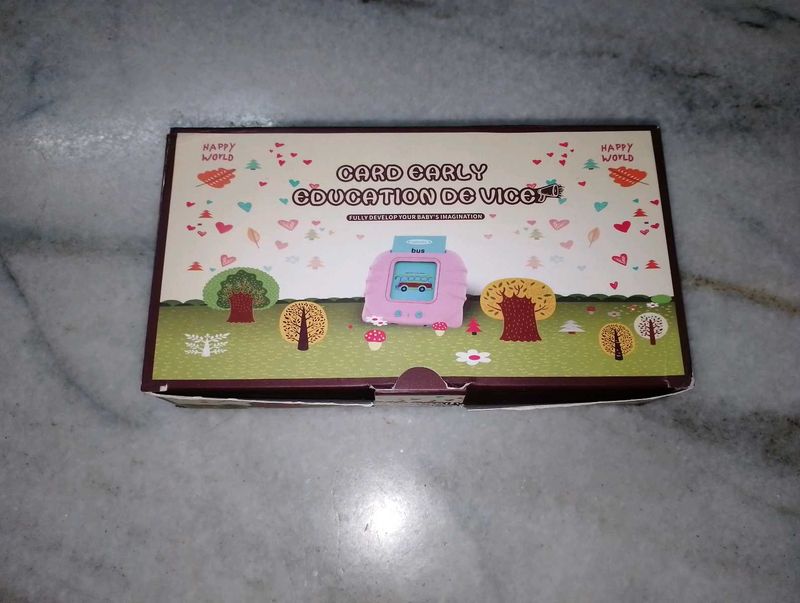 HAPPY
WORLD
HAPPY
WORLD
CARD EARLY
EDUCATION DE VICE
FULLY DEVELOP YOUR BABY'S IMAGINATION
bus